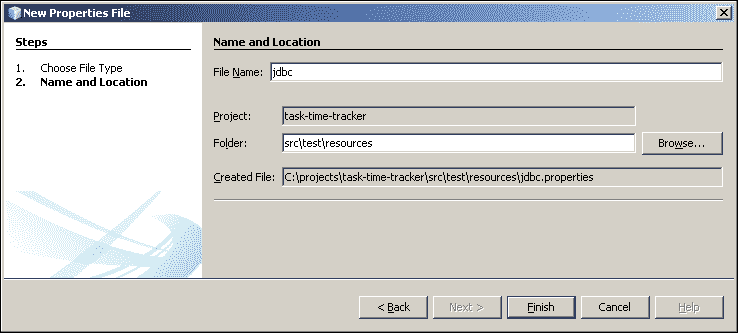 New Properties File
Steps
1. Choose File Type
2. Name and Location
Name and Location
File Name: jdbc
Project: task-time-tracker
Folder: src\test\resources Browse...
Created File: C:\projects\task-time-tracker\src\test\resources\jdbc.properties
< Back Next > Finish Cancel Help